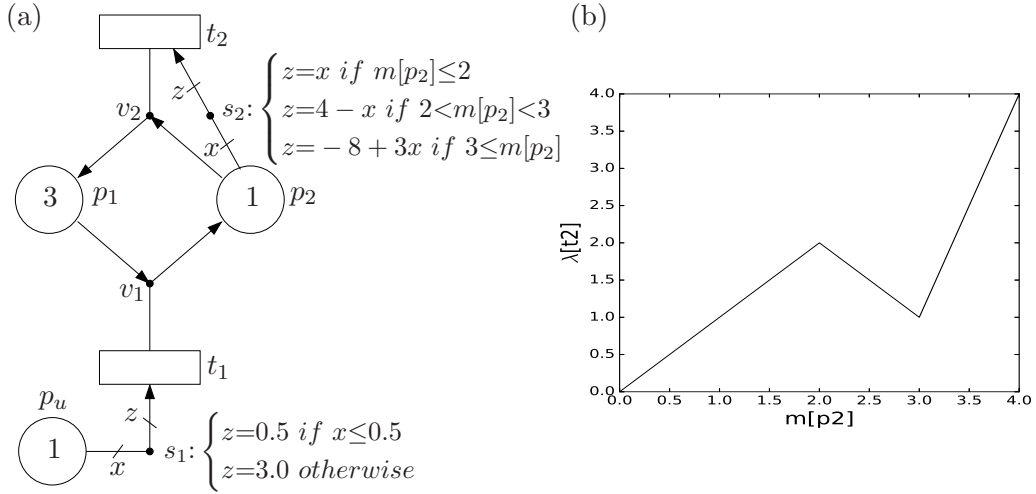 (a)
t₂
z
v₂
x
s₂: { z=x if m[p₂]≤2
z=4 − x if 2<m[p₂]<3
z= − 8 + 3x if 3≤m[p₂]
3
p₁
1
p₂
v₁
t₁
pᵤ
1
x
z
s₁: { z=0.5 if x≤0.5
z=3.0 otherwise
(b)
4.0
3.5
3.0
2.5
2.0
1.5
1.0
0.5
0.0
λ[t2]
0.0 0.5 1.0 1.5 2.0 2.5 3.0 3.5 4.0
m[p2]